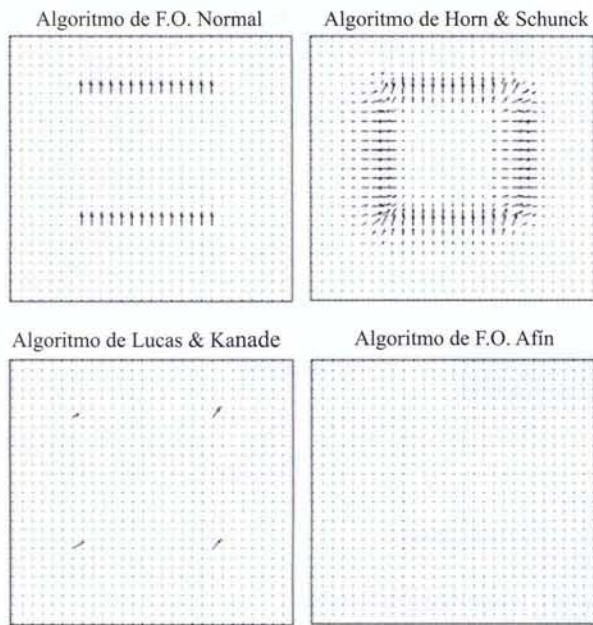 Algoritmo de F.O. Normal
Algoritmo de Horn & Schunck
Algoritmo de Lucas & Kanade
Algoritmo de F.O. Afín